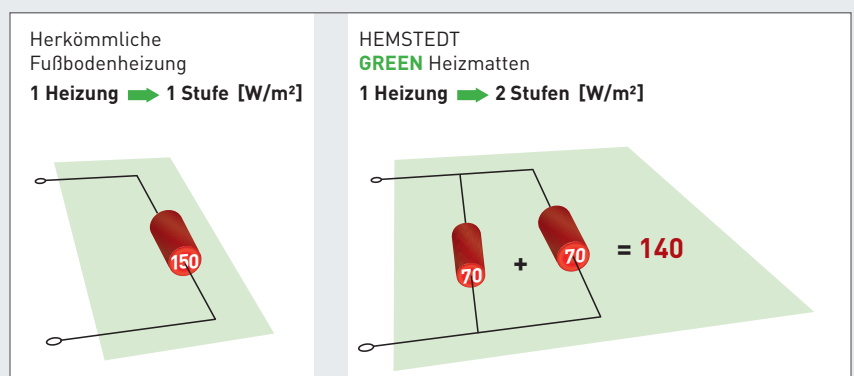 Herkömmliche
Fußbodenheizung
1 Heizung 1 Stufe [W/m²]
150
HEMSTEDT
GREEN Heizmatten
1 Heizung 2 Stufen [W/m²]
70 + 70 = 140